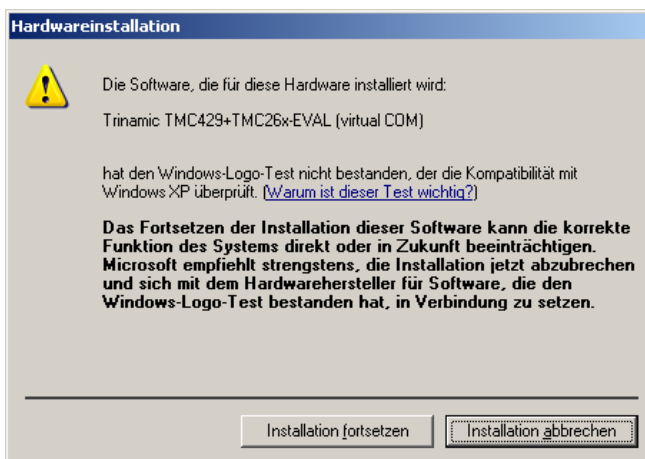 Hardwareinstallation
Die Software, die für diese Hardware installiert wird:
Trinamic TMC429+TMC26x-EVAL (virtual COM)
hat den Windows-Logo-Test nicht bestanden, der die Kompatibilität mit
Windows XP überprüft. (Warum ist dieser Test wichtig?)
Das Fortsetzen der Installation dieser Software kann die korrekte
Funktion des Systems direkt oder in Zukunft beeinträchtigen.
Microsoft empfiehlt strengstens, die Installation jetzt abzubrechen
und sich mit dem Hardwarehersteller für Software, die den
Windows-Logo-Test bestanden hat, in Verbindung zu setzen.
Installation fortsetzen
Installation abbrechen